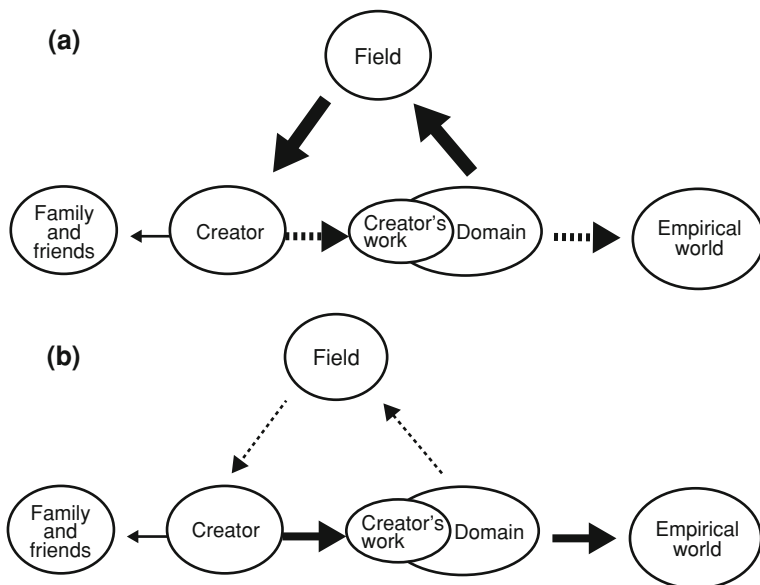 (a)
Field
Family
and
friends
Creator
Creator's
work
Domain
Empirical
world
(b)
Field
Family
and
friends
Creator
Creator's
work
Domain
Empirical
world